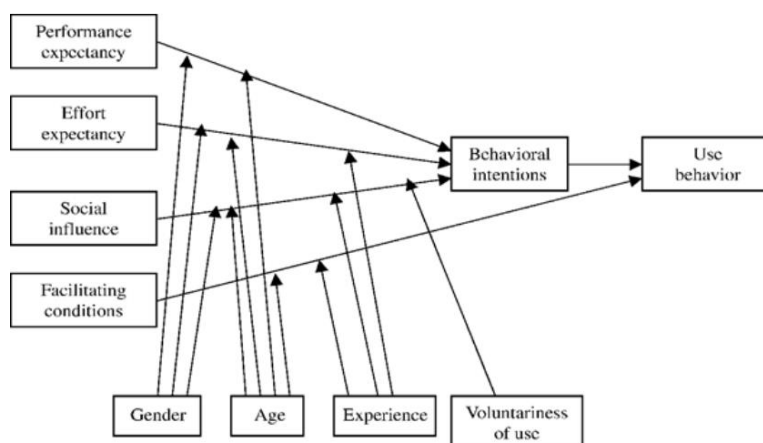 Performance
expectancy
Effort
expectancy
Social
influence
Facilitating
conditions
Behavioral
intentions
Use
behavior
Gender
Age
Experience
Voluntariness
of use